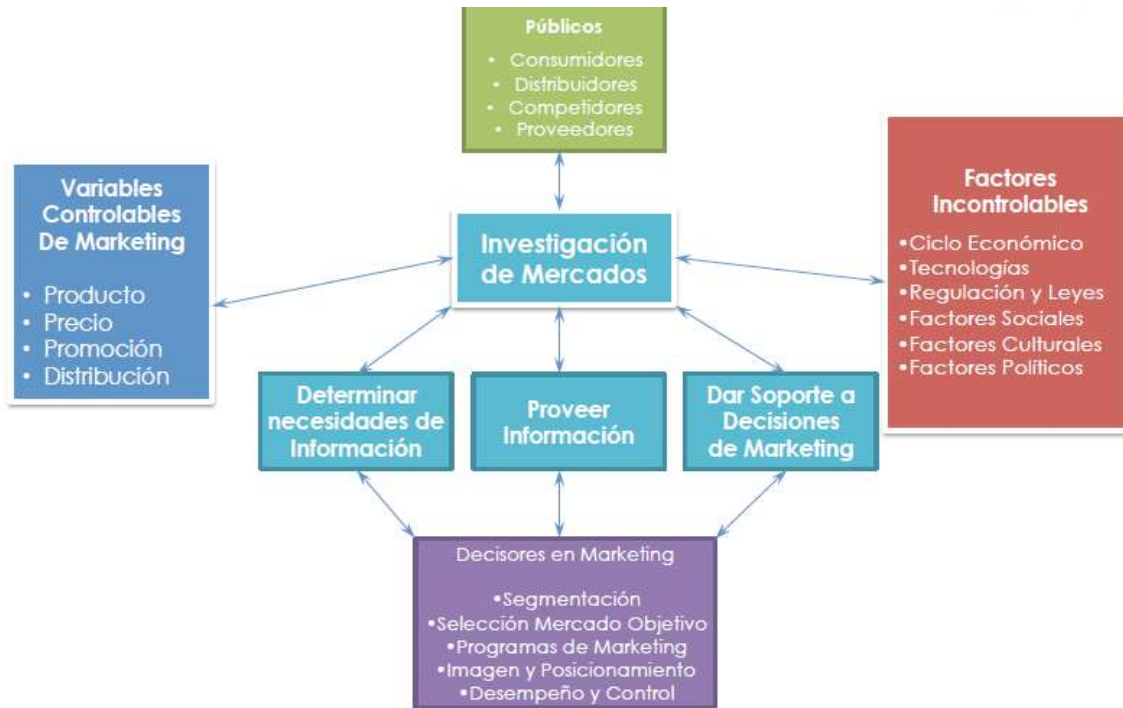 Públicos
• Consumidores
• Distribuidores
• Competidores
• Proveedores
Variables
Controlables
De Marketing
• Producto
• Precio
• Promoción
• Distribución
Investigación
de Mercados
Factores
Incontrolables
•Ciclo Económico
•Tecnologías
•Regulación y Leyes
•Factores Sociales
•Factores Culturales
•Factores Políticos
Determinar
necesidades de
Información
Proveer
Información
Dar Soporte a
Decisiones
de Marketing
Decisores en Marketing
•Segmentación
•Selección Mercado Objetivo
•Programas de Marketing
•Imagen y Posicionamiento
•Desempeño y Control